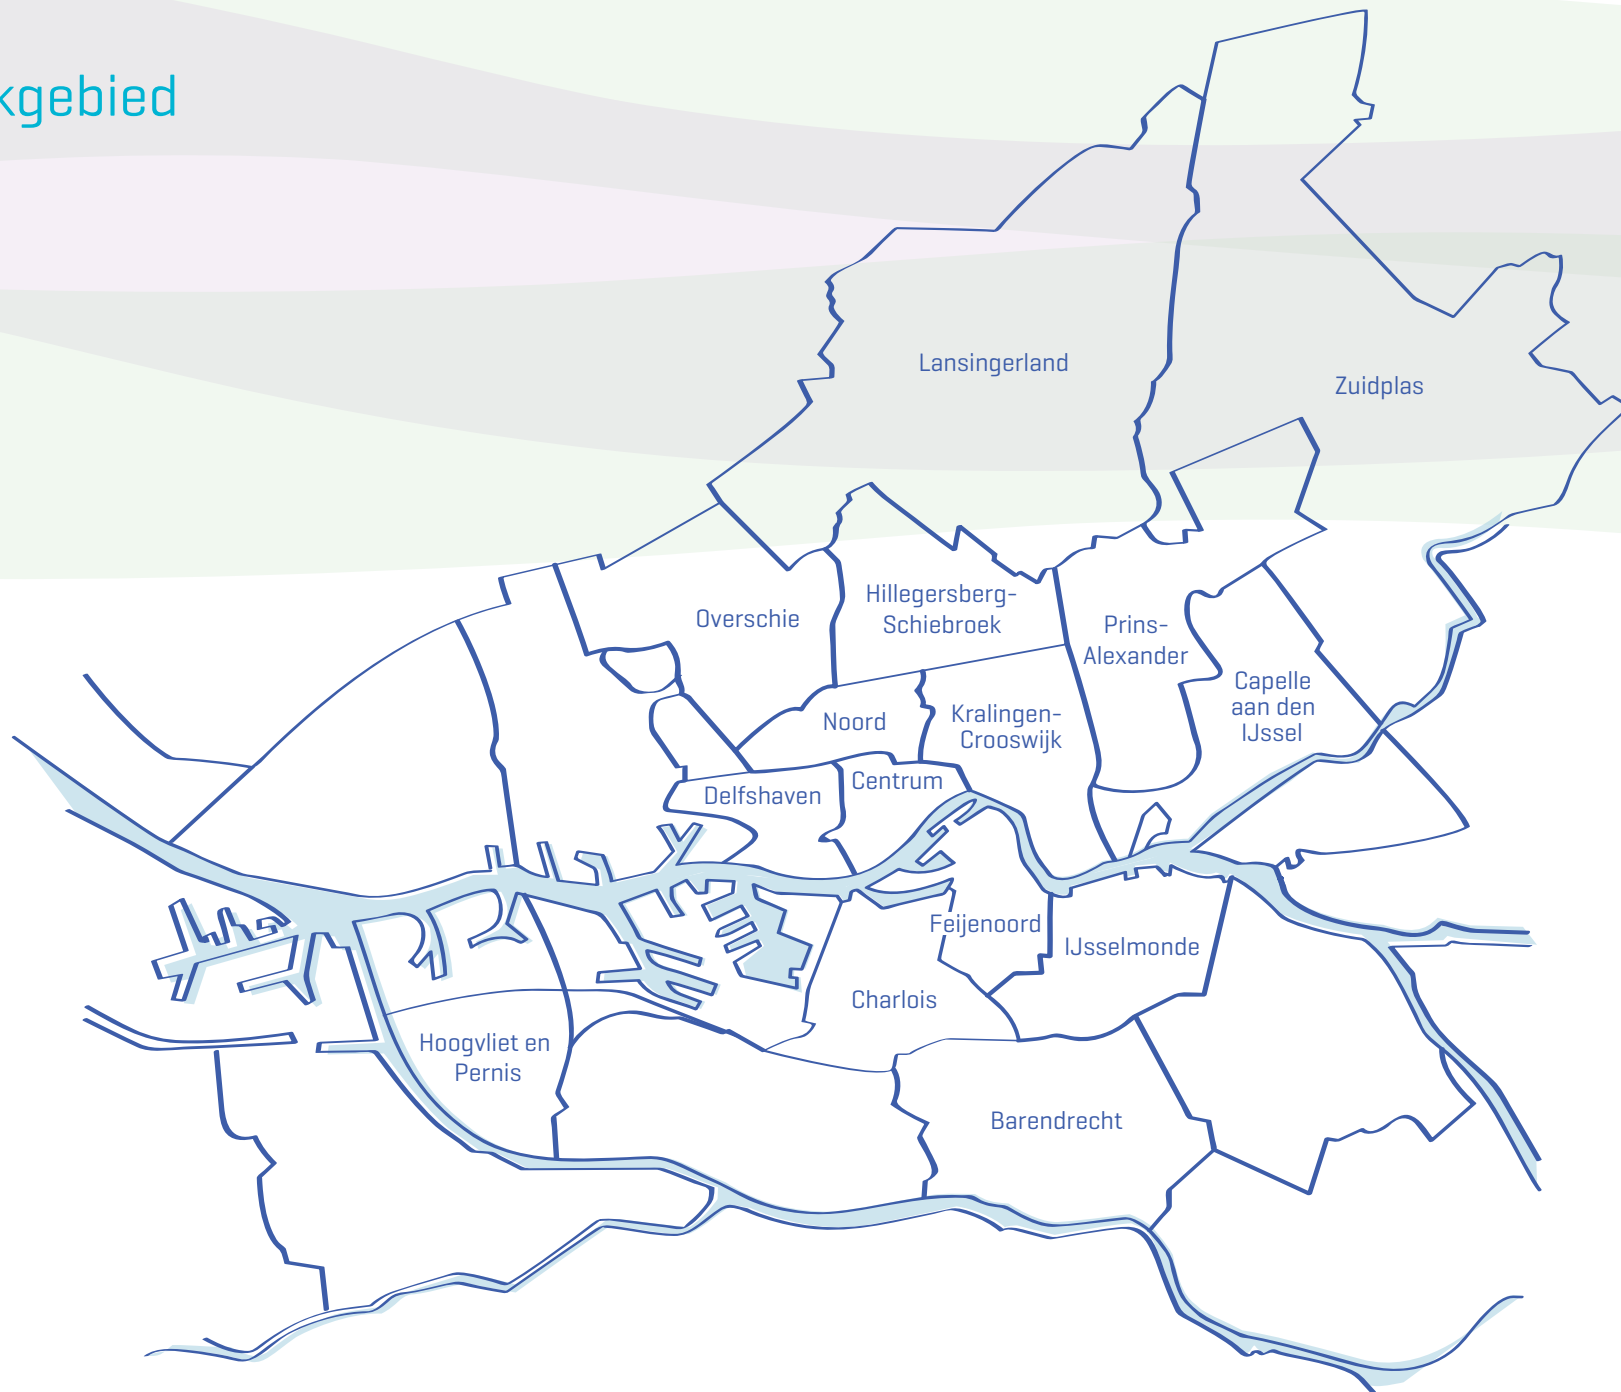 kgebied
Lansingerland
Zuidplas
Hillegersberg-
Schiebroek
Overschie
Prins-
Alexander
Capelle
aan den
IJssel
Noord
Kralingen-
Crooswijk
Centrum
Delfshaven
Feijenoord
IJsselmonde
Charlois
Hoogvliet en
Pernis
Barendrecht